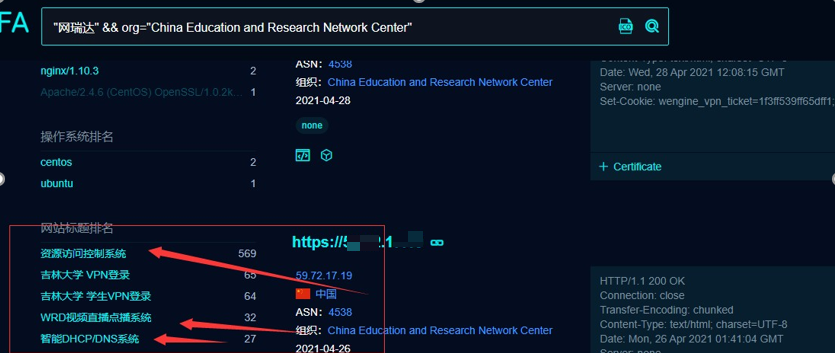 FA
"网瑞达" && org="China Education and Research Network Center"
nginx/1.10.3 2
Apache/2.4.6 (CentOS) OpenSSL/1.0.2k... 1
操作系统排名
centos 2
ubuntu 1
网站标题排名
资源访问控制系统 569
吉林大学 VPN登录 65
吉林大学 学生VPN登录 64
WRD视频直播点播系统 32
智能DHCP/DNS系统 27
ASN: 4538
组织: China Education and Research Network Center
2021-04-28
none
https://5
59.72.17.19
中国
ASN: 4538
组织: China Education and Research Network Center
2021-04-26
Date: Wed, 28 Apr 2021 12:08:15 GMT
Server: none
Set-Cookie: wengine_vpn_ticket=1f3ff539ff65dff1;
+ Certificate
HTTP/1.1 200 OK
Connection: close
Transfer-Encoding: chunked
Content-Type: text/html; charset=UTF-8
Date: Mon, 26 Apr 2021 01:41:04 GMT
Server: none